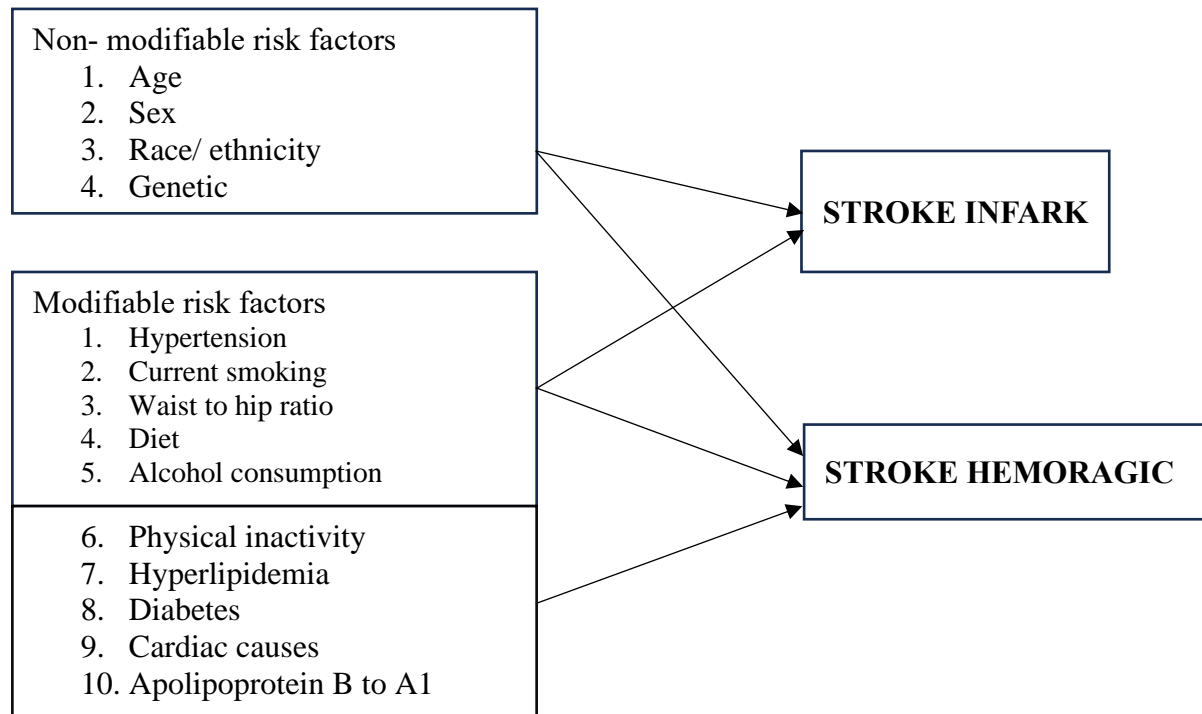 Non- modifiable risk factors
1. Age
2. Sex
3. Race/ ethnicity
4. Genetic
STROKE INFARK
Modifiable risk factors
1. Hypertension
2. Current smoking
3. Waist to hip ratio
4. Diet
5. Alcohol consumption
STROKE HEMORAGIC
6. Physical inactivity
7. Hyperlipidemia
8. Diabetes
9. Cardiac causes
10. Apolipoprotein B to A1